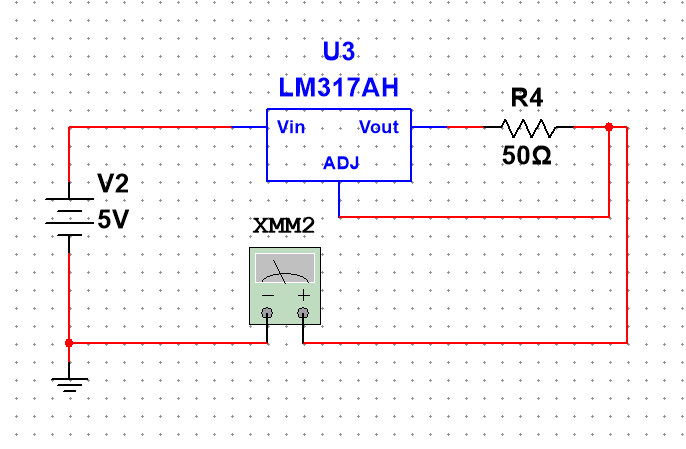 U3
LM317AH
R4
Vin
Vout
50Ω
ADJ
V2
5V
XMM2
− +